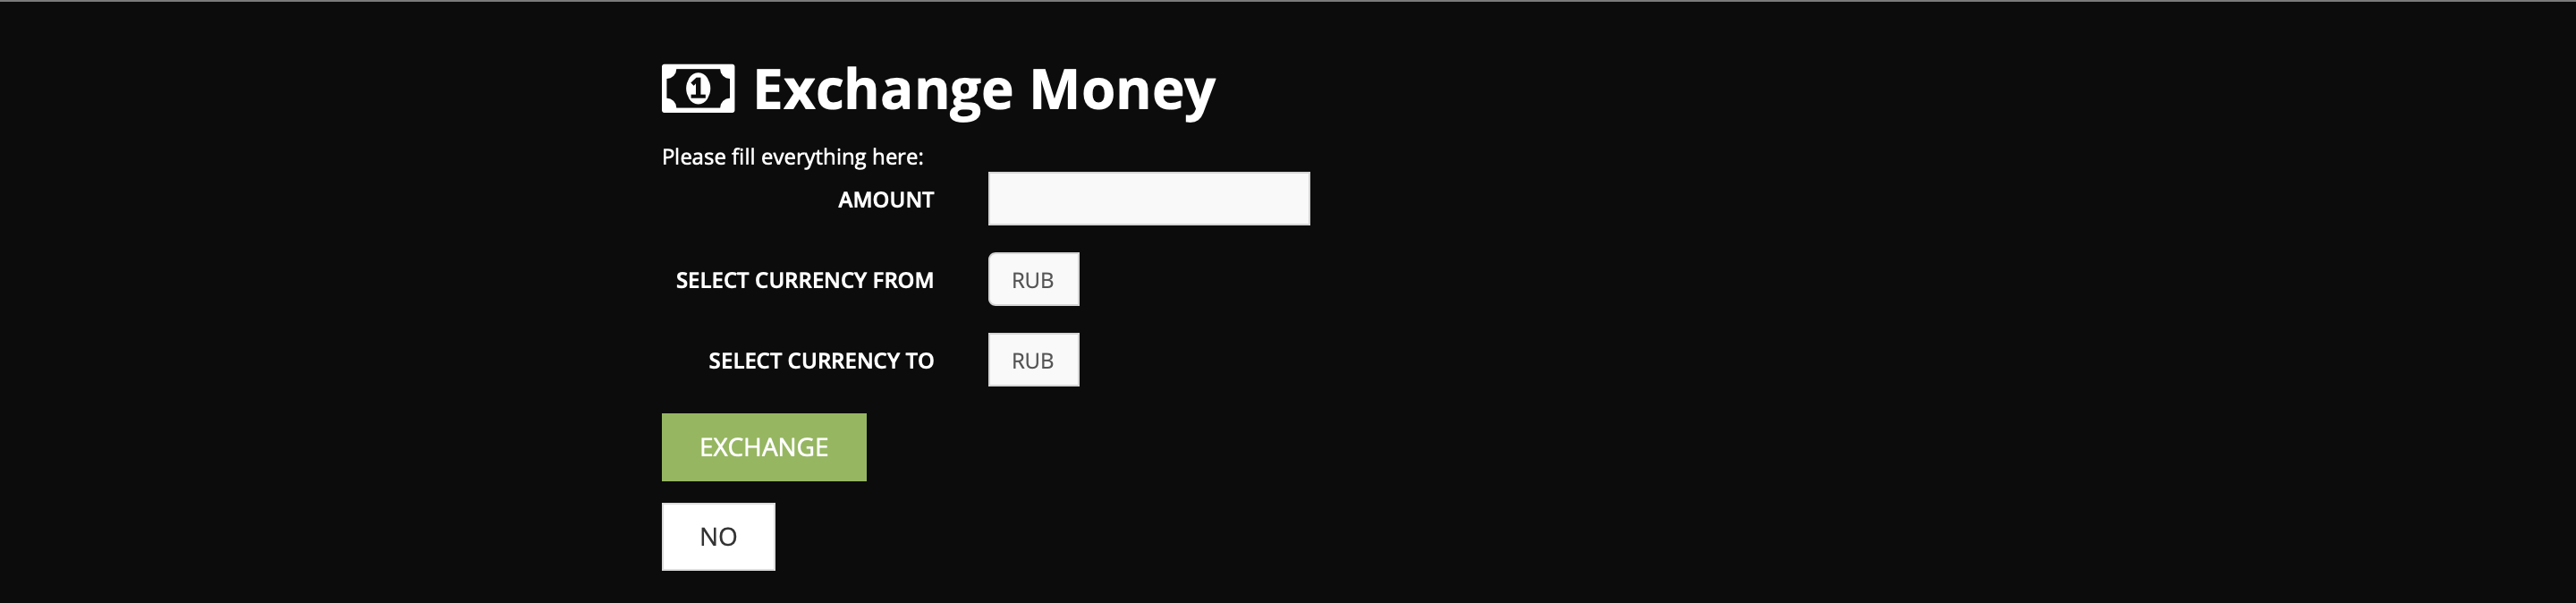 Exchange Money
Please fill everything here:
AMOUNT
SELECT CURRENCY FROM RUB
SELECT CURRENCY TO RUB
EXCHANGE
NO